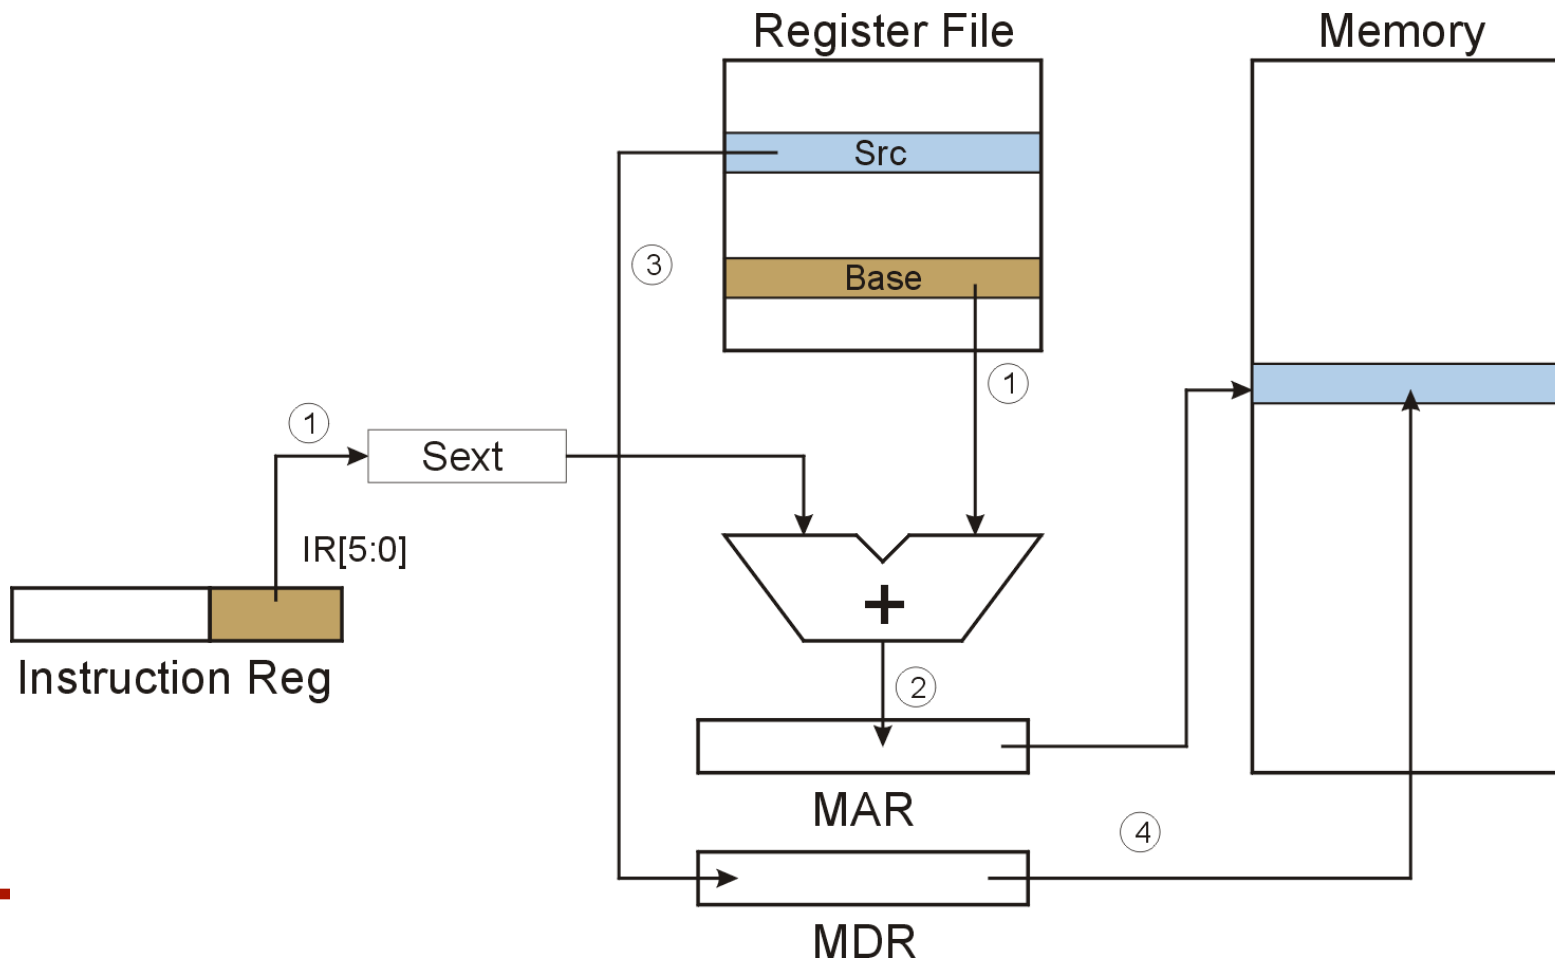 Register File
Memory
Src
③
Base
①
①
Sext
IR[5:0]
+
Instruction Reg
②
MAR
④
MDR